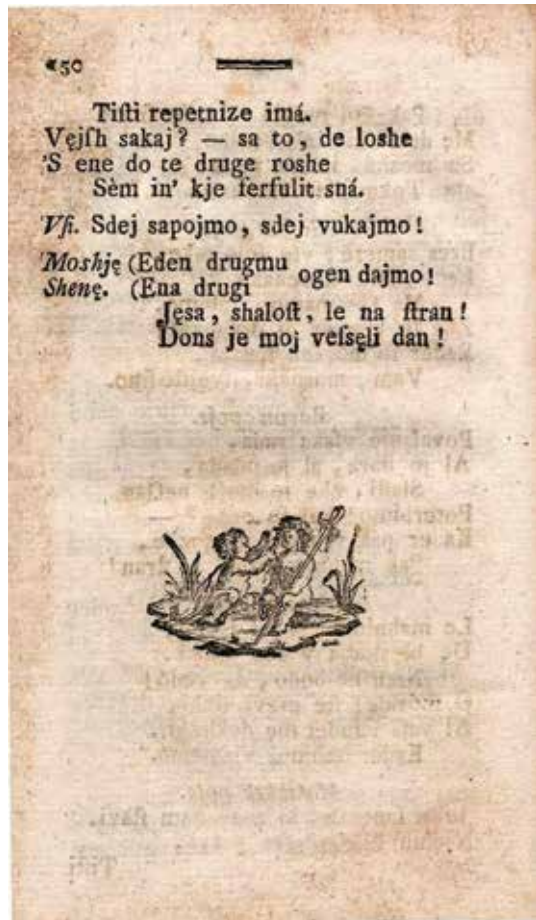 50
Tiſti repetnize imá.
Vęjſh sakaj? — sa to, de loshe
'S ene do te druge roshe
Sèm in' kje ſerfulit sná.
'Vſi. Sdej sapojmo, sdej vukajmo!
'Moshję (Eden drugmu ogen dajmo!
Shenę. (Ena drugi
Jęsa, shaloſt, le na ſtran!
Dons je moj veſsęli dan!